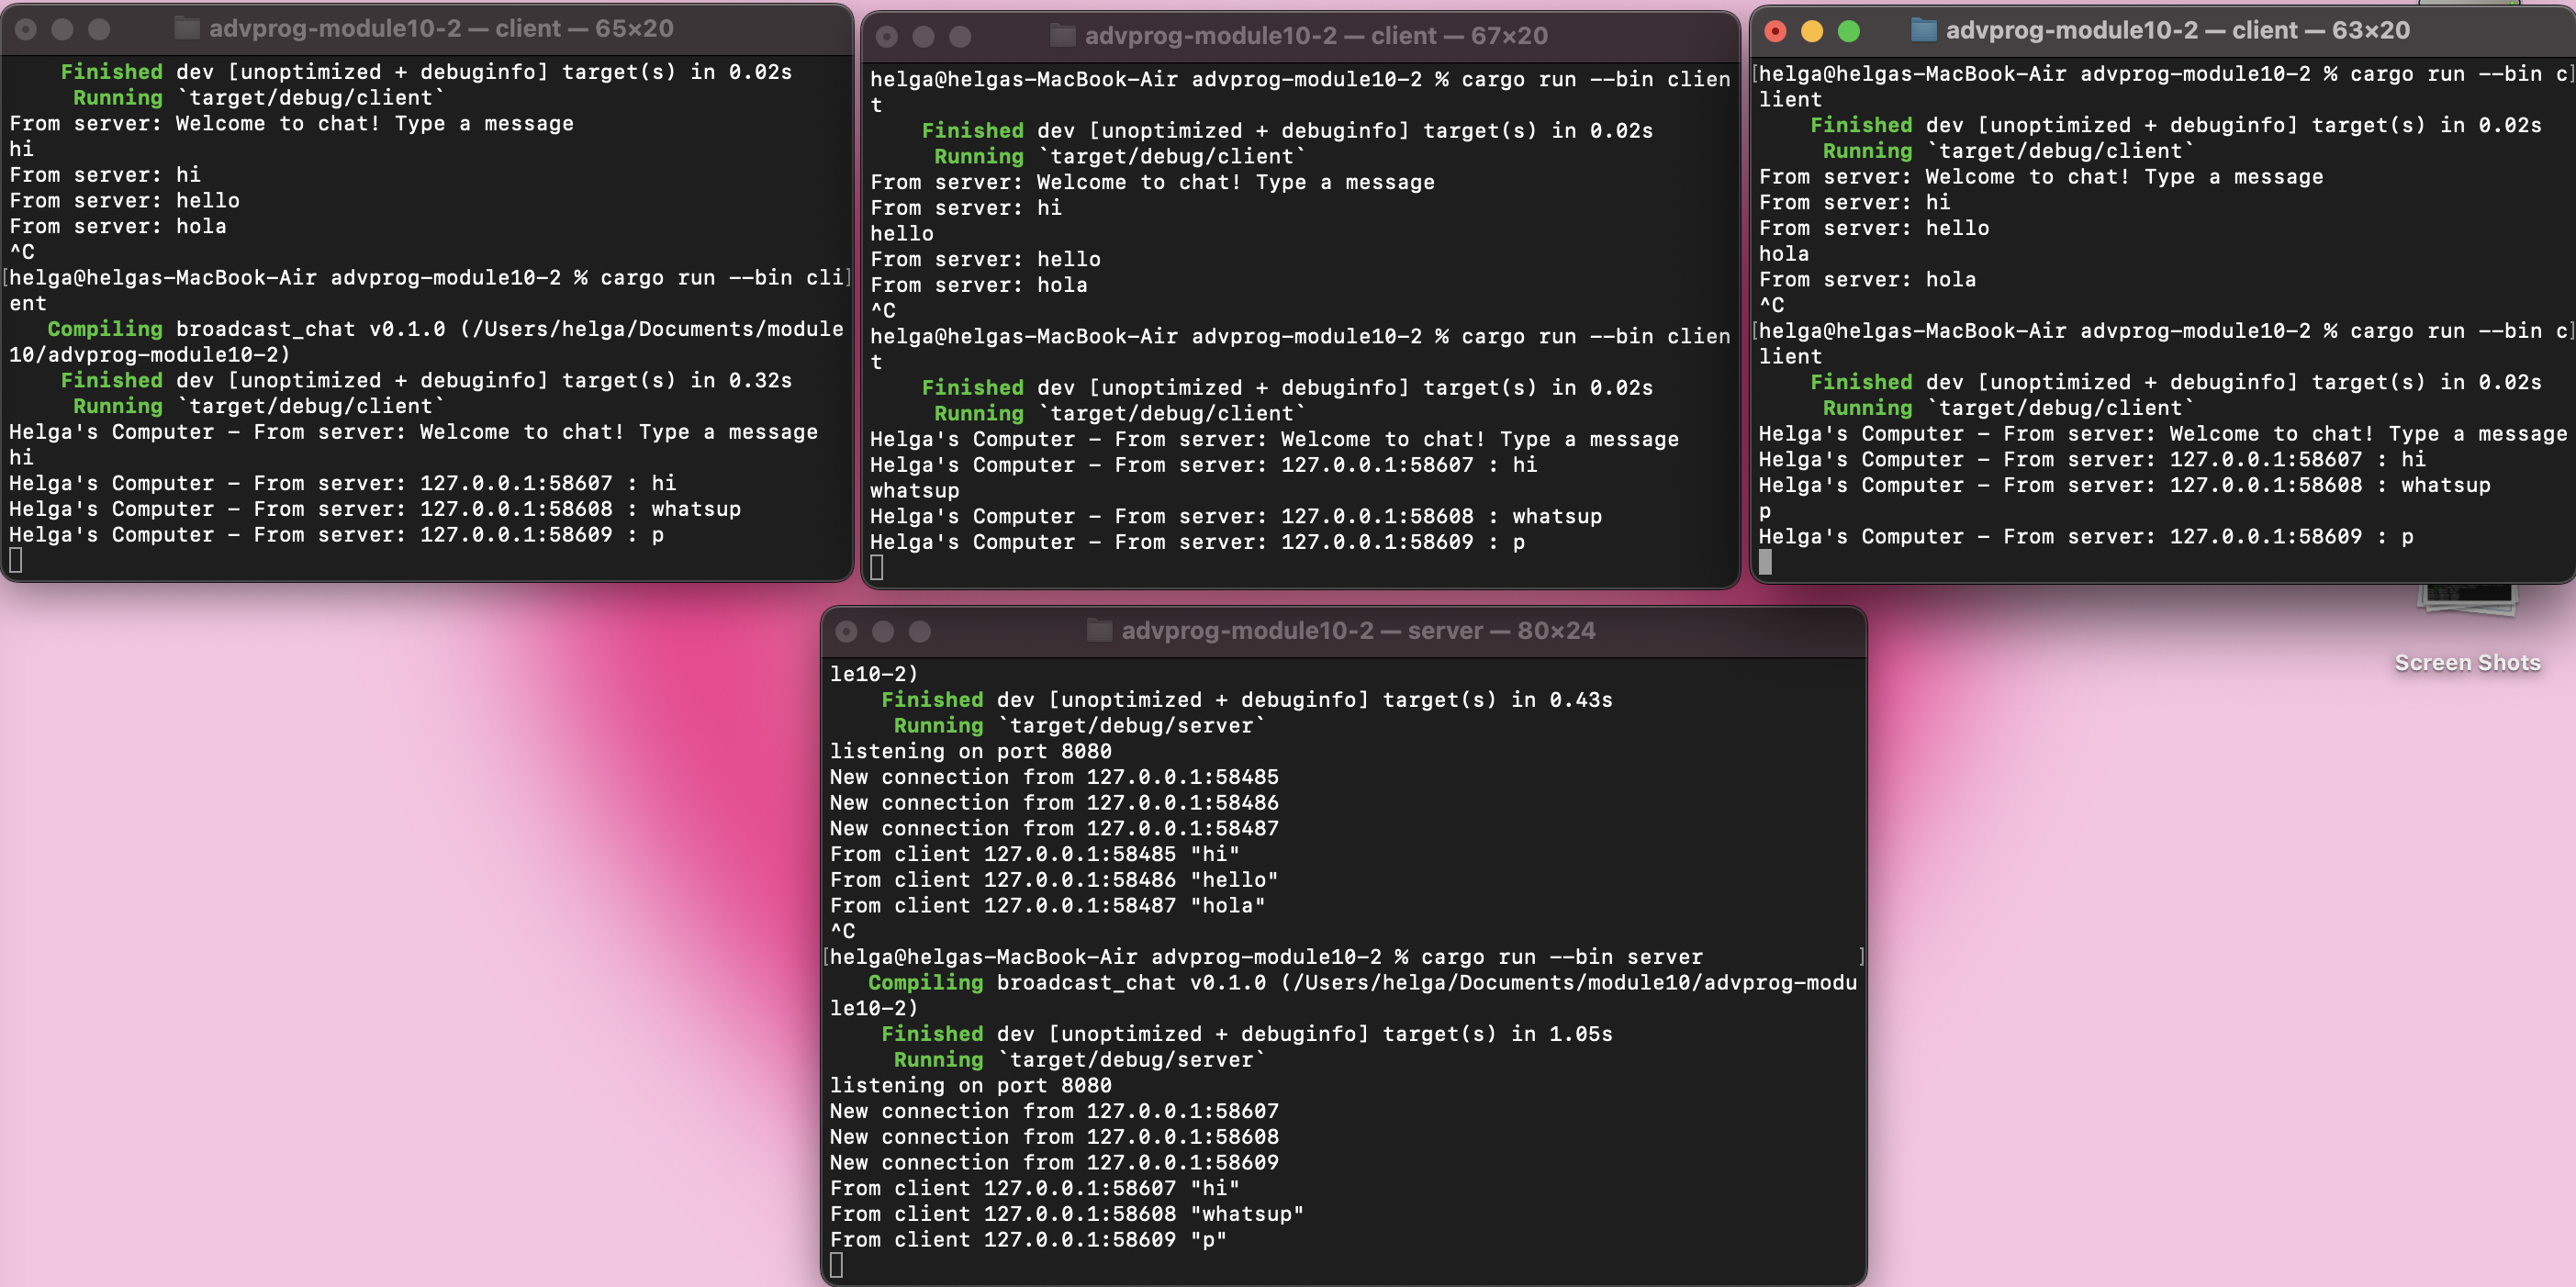 advprog-module10-2 — client — 65×20
    Finished dev [unoptimized + debuginfo] target(s) in 0.02s
     Running `target/debug/client`
From server: Welcome to chat! Type a message
hi
From server: hi
From server: hello
From server: hola
^C
[helga@helgas-MacBook-Air advprog-module10-2 % cargo run --bin cli]
ent
   Compiling broadcast_chat v0.1.0 (/Users/helga/Documents/module
10/advprog-module10-2)
    Finished dev [unoptimized + debuginfo] target(s) in 0.32s
     Running `target/debug/client`
Helga's Computer - From server: Welcome to chat! Type a message
hi
Helga's Computer - From server: 127.0.0.1:58607 : hi
Helga's Computer - From server: 127.0.0.1:58608 : whatsup
Helga's Computer - From server: 127.0.0.1:58609 : p
advprog-module10-2 — client — 67×20
helga@helgas-MacBook-Air advprog-module10-2 % cargo run --bin clien
t
    Finished dev [unoptimized + debuginfo] target(s) in 0.02s
     Running `target/debug/client`
From server: Welcome to chat! Type a message
From server: hi
hello
From server: hello
From server: hola
^C
helga@helgas-MacBook-Air advprog-module10-2 % cargo run --bin clien
t
    Finished dev [unoptimized + debuginfo] target(s) in 0.02s
     Running `target/debug/client`
Helga's Computer - From server: Welcome to chat! Type a message
Helga's Computer - From server: 127.0.0.1:58607 : hi
whatsup
Helga's Computer - From server: 127.0.0.1:58608 : whatsup
Helga's Computer - From server: 127.0.0.1:58609 : p
advprog-module10-2 — client — 63×20
[helga@helgas-MacBook-Air advprog-module10-2 % cargo run --bin c]
lient
    Finished dev [unoptimized + debuginfo] target(s) in 0.02s
     Running `target/debug/client`
From server: Welcome to chat! Type a message
From server: hi
From server: hello
hola
From server: hola
^C
[helga@helgas-MacBook-Air advprog-module10-2 % cargo run --bin c]
lient
    Finished dev [unoptimized + debuginfo] target(s) in 0.02s
     Running `target/debug/client`
Helga's Computer - From server: Welcome to chat! Type a message
Helga's Computer - From server: 127.0.0.1:58607 : hi
Helga's Computer - From server: 127.0.0.1:58608 : whatsup
p
Helga's Computer - From server: 127.0.0.1:58609 : p
Screen Shots
advprog-module10-2 — server — 80×24
le10-2)
    Finished dev [unoptimized + debuginfo] target(s) in 0.43s
     Running `target/debug/server`
listening on port 8080
New connection from 127.0.0.1:58485
New connection from 127.0.0.1:58486
New connection from 127.0.0.1:58487
From client 127.0.0.1:58485 "hi"
From client 127.0.0.1:58486 "hello"
From client 127.0.0.1:58487 "hola"
^C
[helga@helgas-MacBook-Air advprog-module10-2 % cargo run --bin server ]
   Compiling broadcast_chat v0.1.0 (/Users/helga/Documents/module10/advprog-modu
le10-2)
    Finished dev [unoptimized + debuginfo] target(s) in 1.05s
     Running `target/debug/server`
listening on port 8080
New connection from 127.0.0.1:58607
New connection from 127.0.0.1:58608
New connection from 127.0.0.1:58609
From client 127.0.0.1:58607 "hi"
From client 127.0.0.1:58608 "whatsup"
From client 127.0.0.1:58609 "p"